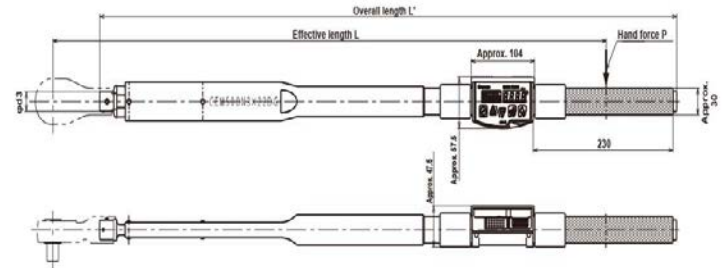 Overall length L'
Effective length L
Hand force P
Approx. 104
φd3
Approx. 57.5
230
Approx.
30
Approx. 47.5